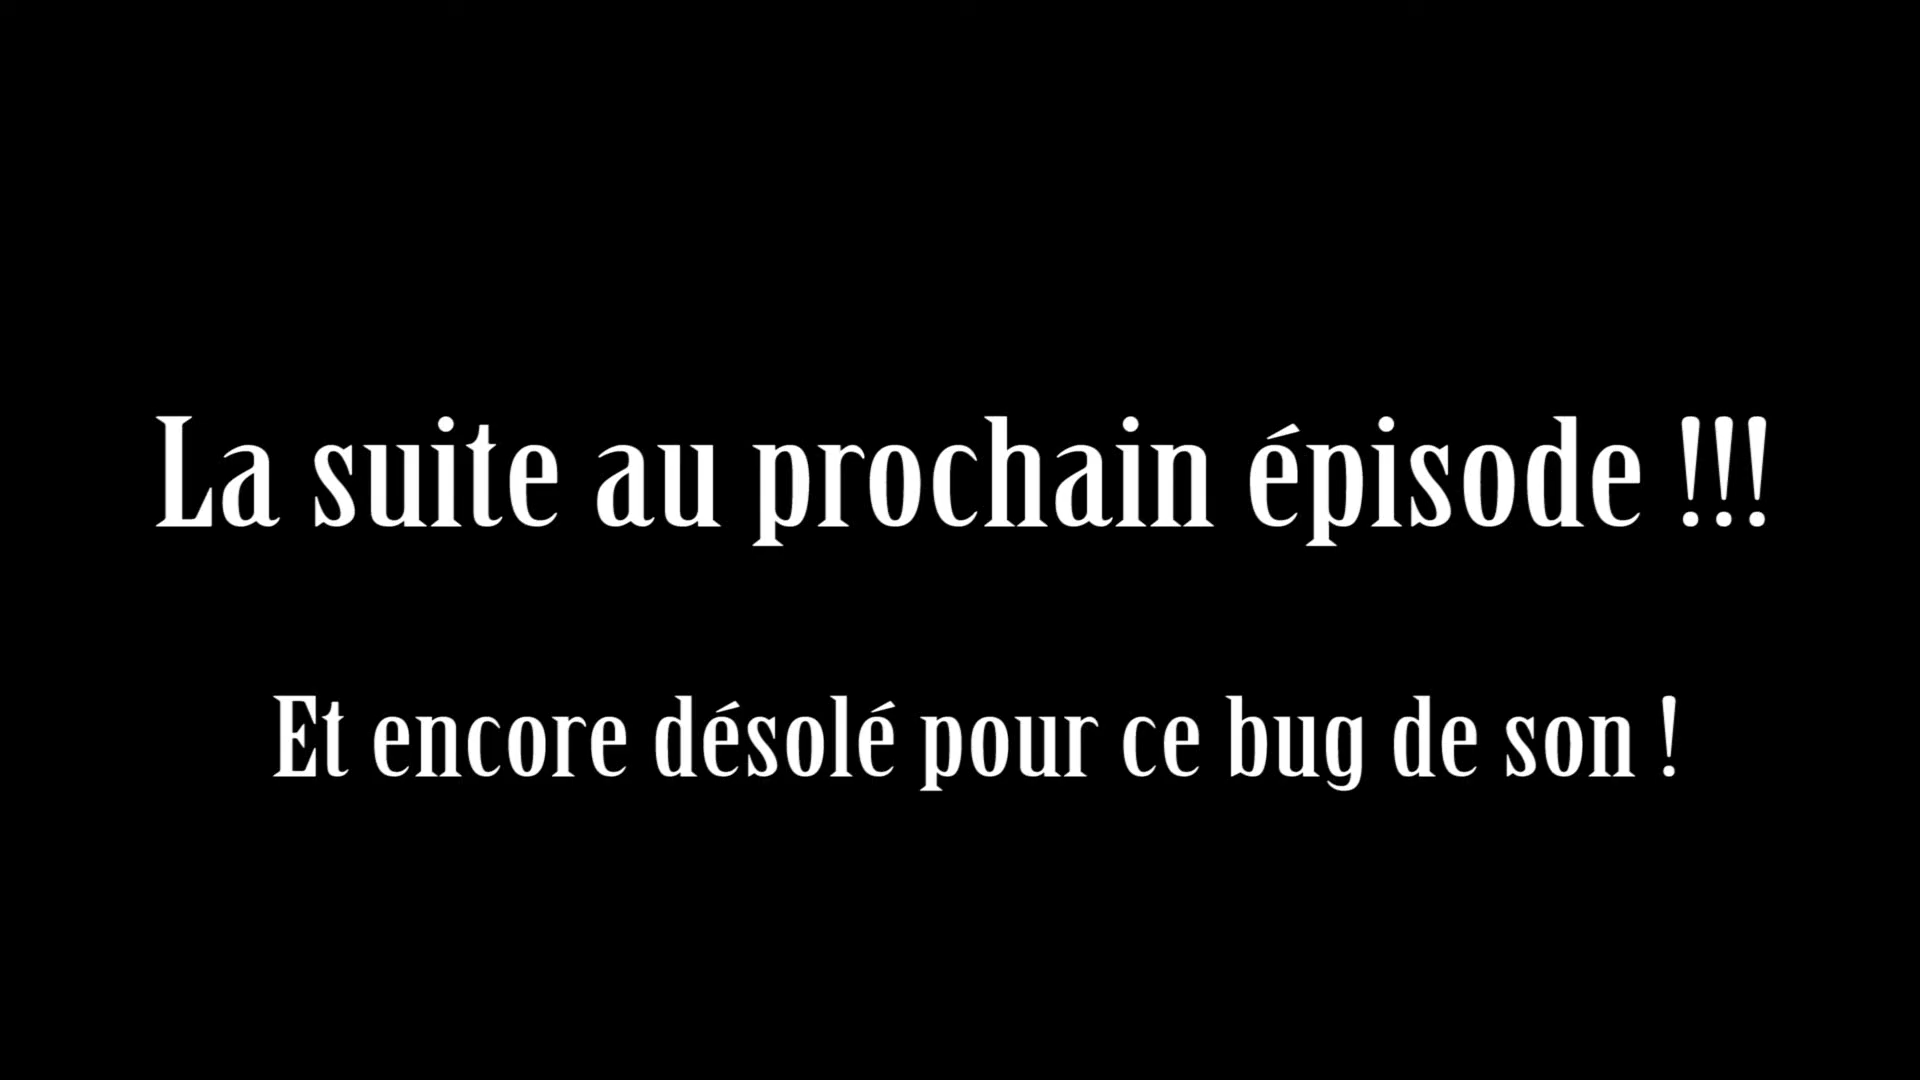 La suite au prochain épisode !!!
Et encore désolé pour ce bug de son !